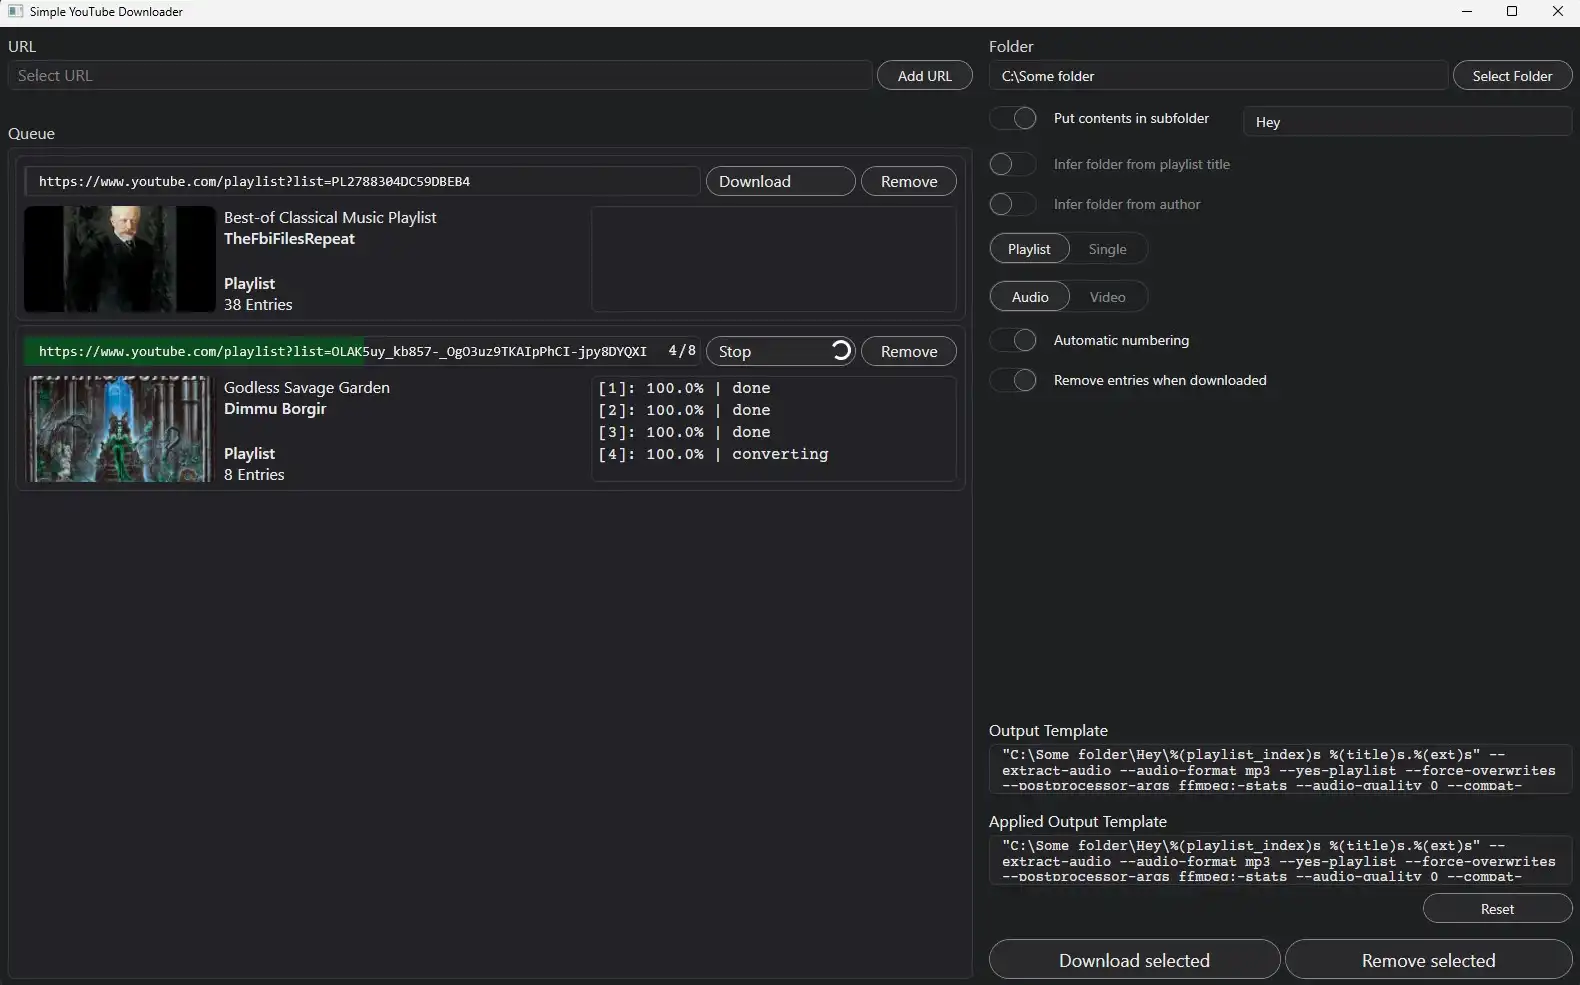 Simple YouTube Downloader
URL
Select URL
Add URL
Queue
https://www.youtube.com/playlist?list=PL2788304DC59DBEB4
Download
Remove
Best-of Classical Music Playlist
TheFbiFilesRepeat
Playlist
38 Entries
https://www.youtube.com/playlist?list=OLAK5uy_kb857-_OgO3uz9TKAIpPhCI-jpy8DYQXI
4/8
Stop
Remove
Godless Savage Garden
Dimmu Borgir
Playlist
8 Entries
[1]: 100.0% | done
[2]: 100.0% | done
[3]: 100.0% | done
[4]: 100.0% | converting
Folder
C:\Some folder
Select Folder
Put contents in subfolder
Hey
Infer folder from playlist title
Infer folder from author
Playlist
Single
Audio
Video
Automatic numbering
Remove entries when downloaded
Output Template
"C:\Some folder\Hey\%(playlist_index)s %(title)s.%(ext)s" --
extract-audio --audio-format mp3 --yes-playlist --force-overwrites
--postprocessor-args ffmpeg:-stats --audio-quality 0 --compat-
Applied Output Template
"C:\Some folder\Hey\%(playlist_index)s %(title)s.%(ext)s" --
extract-audio --audio-format mp3 --yes-playlist --force-overwrites
--postprocessor-args ffmpeg:-stats --audio-quality 0 --compat-
Reset
Download selected
Remove selected